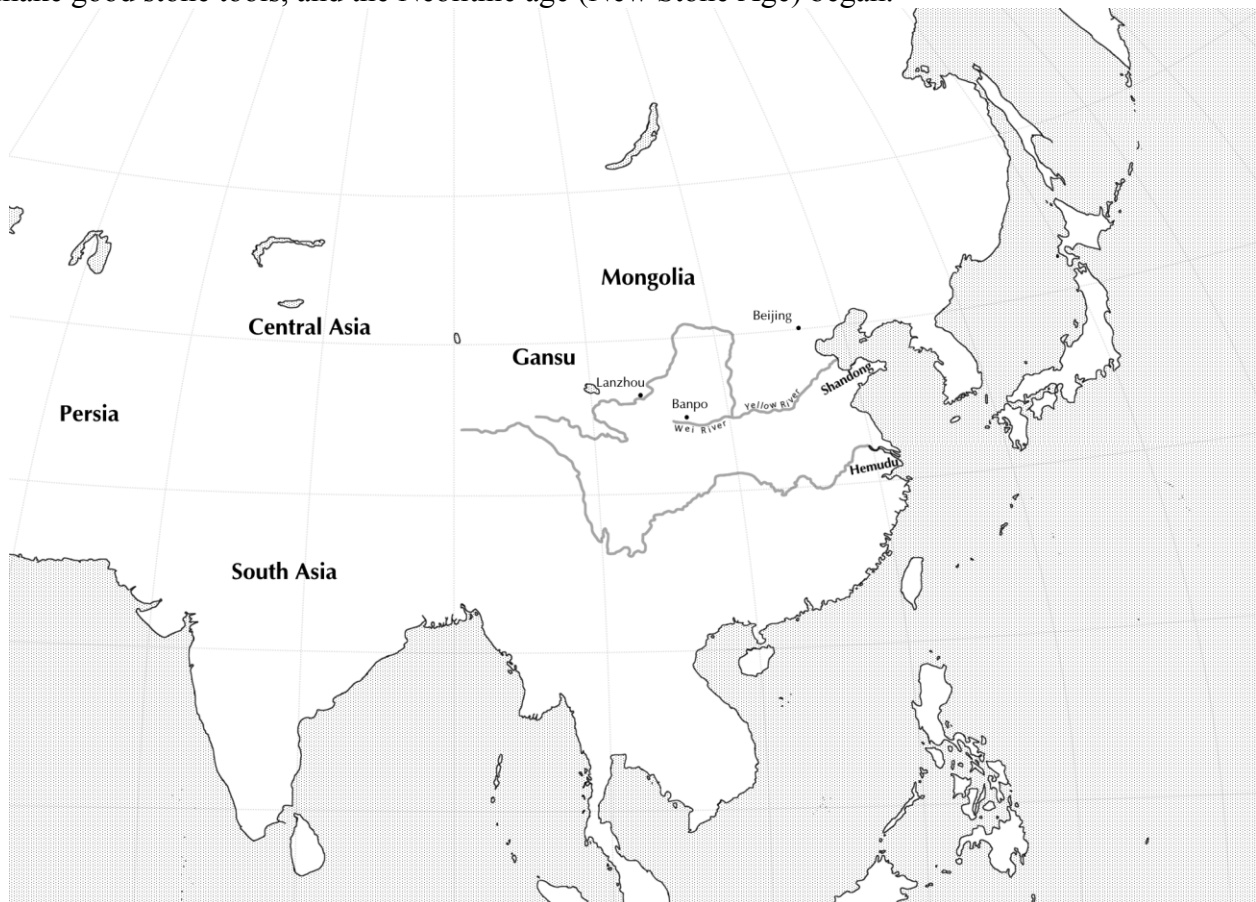 make good stone tools, and the Neolithic age (New Stone Age) began.
Mongolia
Beijing
Central Asia
Gansu
Lanzhou
Shandong
Persia
Banpo
Yellow River
Wei River
Hemudu
South Asia